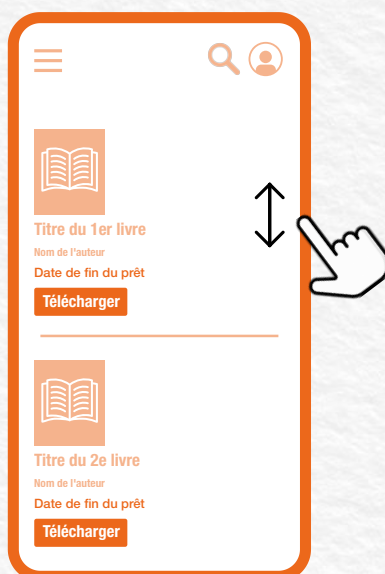 Titre du 1er livre
Nom de l'auteur
Date de fin du prêt
Télécharger
Titre du 2e livre
Nom de l'auteur
Date de fin du prêt
Télécharger